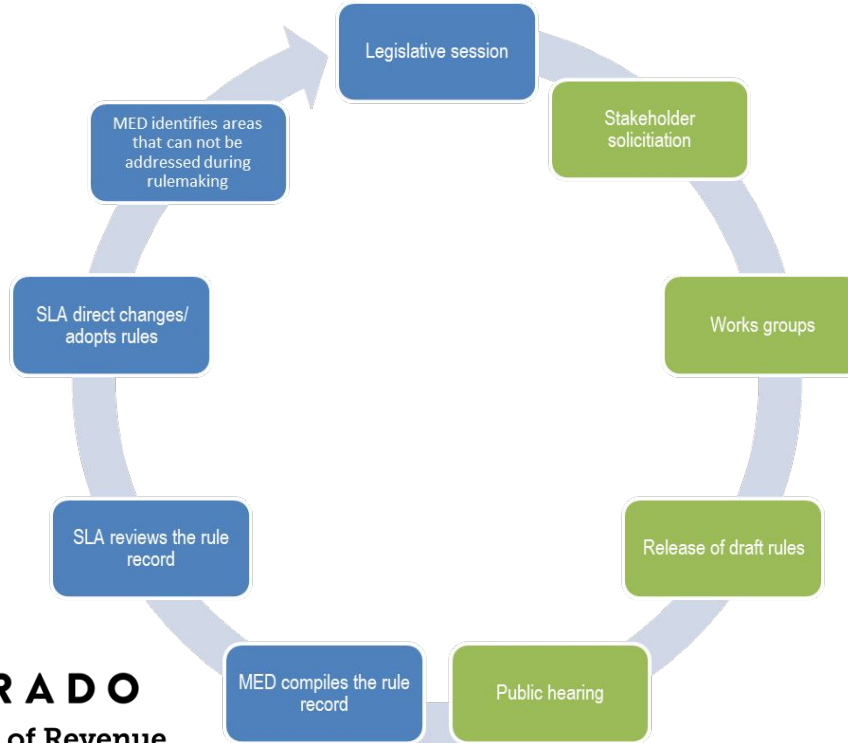 Legislative session
Stakeholder
solicitiation
Works groups
Release of draft rules
Public hearing
MED compiles the rule
record
SLA reviews the rule
record
SLA direct changes/
adopts rules
MED identifies areas
that can not be
addressed during
rulemaking
RADO
of Revenue